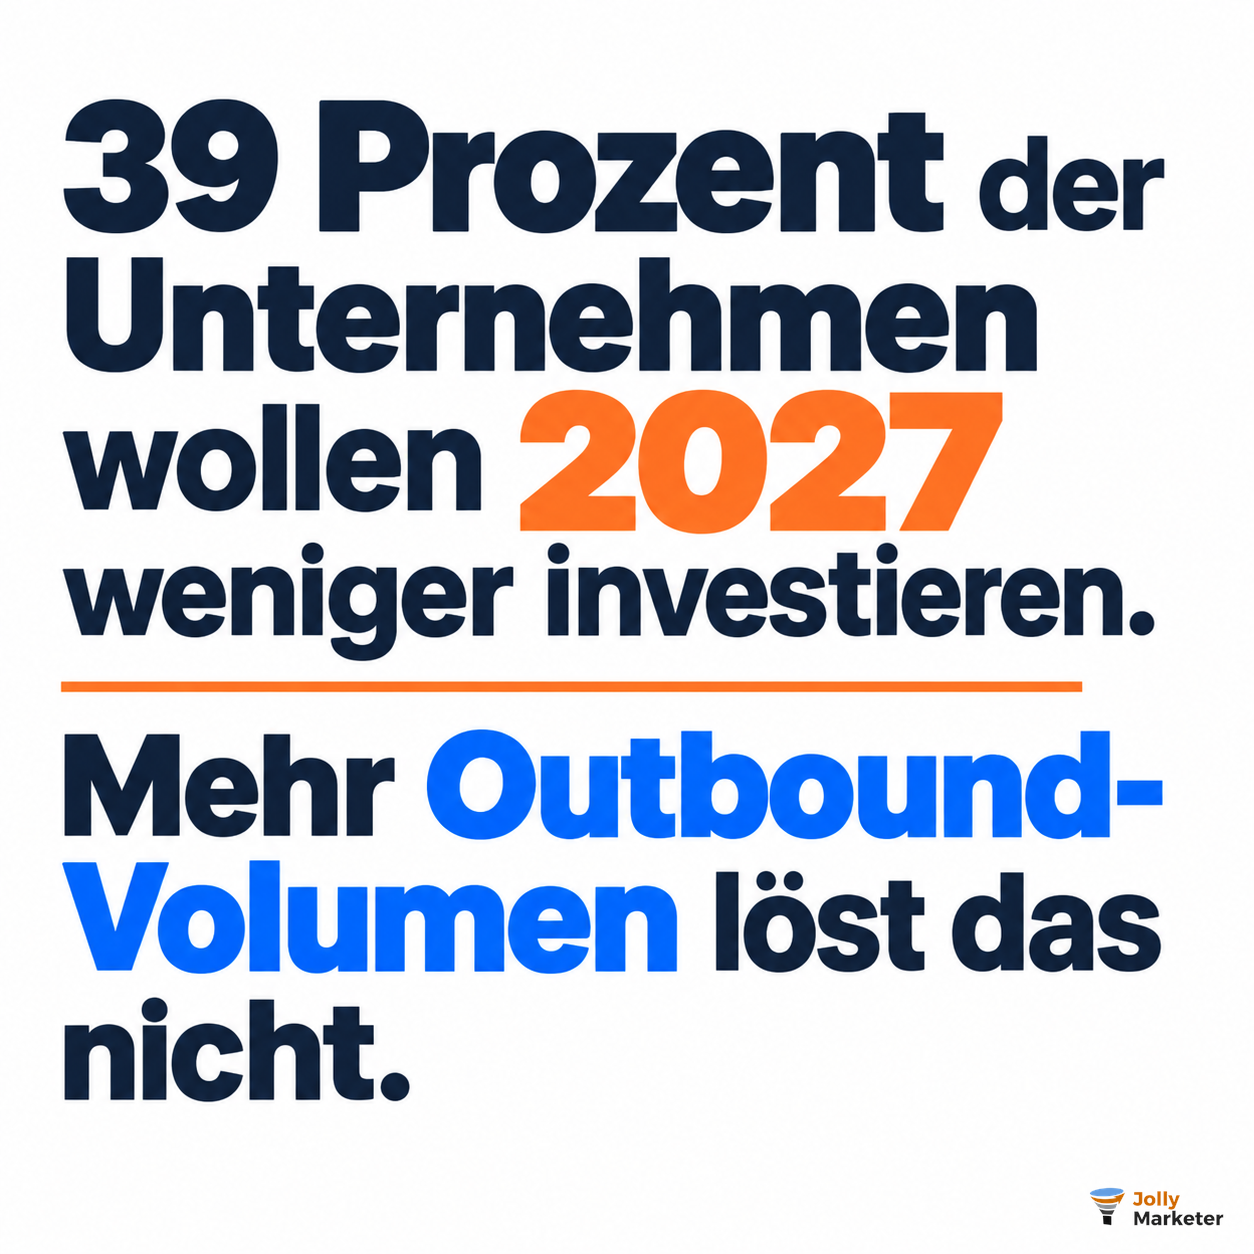 39 Prozent der
Unternehmen
wollen 2027
weniger investieren.
Mehr Outbound-
Volumen löst das
nicht.
Jolly
Marketer